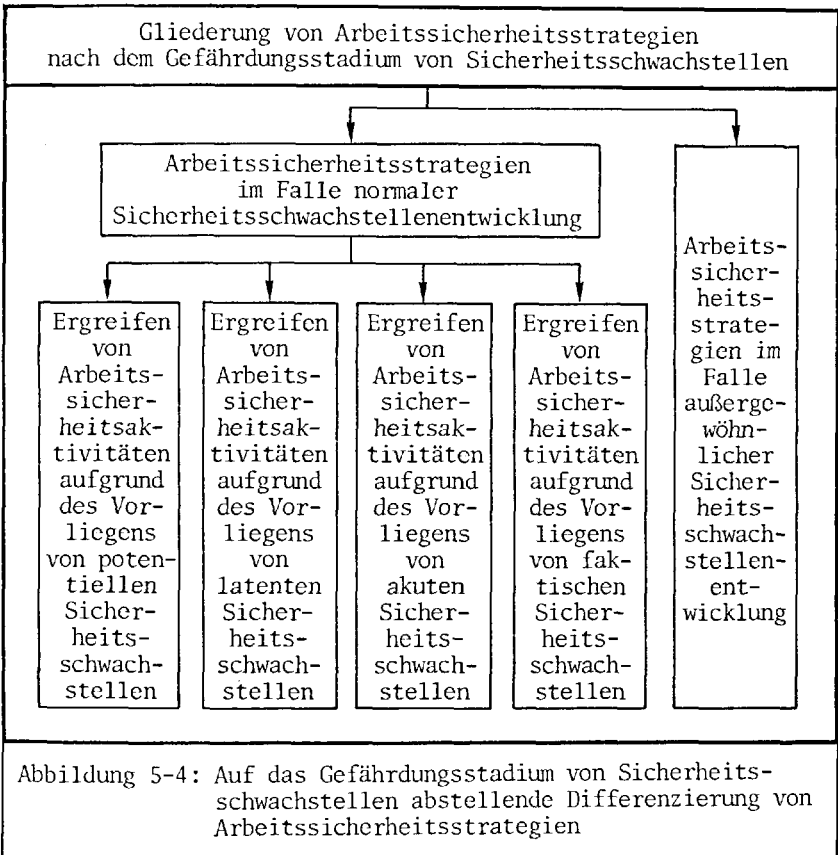 Gliederung von Arbeitssicherheitsstrategien
nach dem Gefährdungsstadium von Sicherheitsschwachstellen
Arbeitssicherheitsstrategien
im Falle normaler
Sicherheitsschwachstellenentwicklung
Ergreifen
von
Arbeits-
sicher-
heitsak-
tivitäten
aufgrund
des Vor-
liegens
von poten-
tiellen
Sicher-
heits-
schwach-
stellen
Ergreifen
von
Arbeits-
sicher-
heitsak-
tivitäten
aufgrund
des Vor-
liegens
von
latenten
Sicher-
heits-
schwach-
stellen
Ergreifen
von
Arbeits-
sicher-
heitsak-
tivitäten
aufgrund
des Vor-
liegens
von
akuten
Sicher-
heits-
schwach-
stellen
Ergreifen
von
Arbeits-
sicher-
heitsak-
tivitäten
aufgrund
des Vor-
liegens
von fak-
tischen
Sicher-
heits-
schwach-
stellen
Arbeits-
sicher-
heits-
strate-
gien im
Falle
außerge-
wöhn-
licher
Sicher-
heits-
schwach-
stellen-
ent-
wicklung
Abbildung 5-4: Auf das Gefährdungsstadium von Sicherheits-
schwachstellen abstellende Differenzierung von
Arbeitssicherheitsstrategien